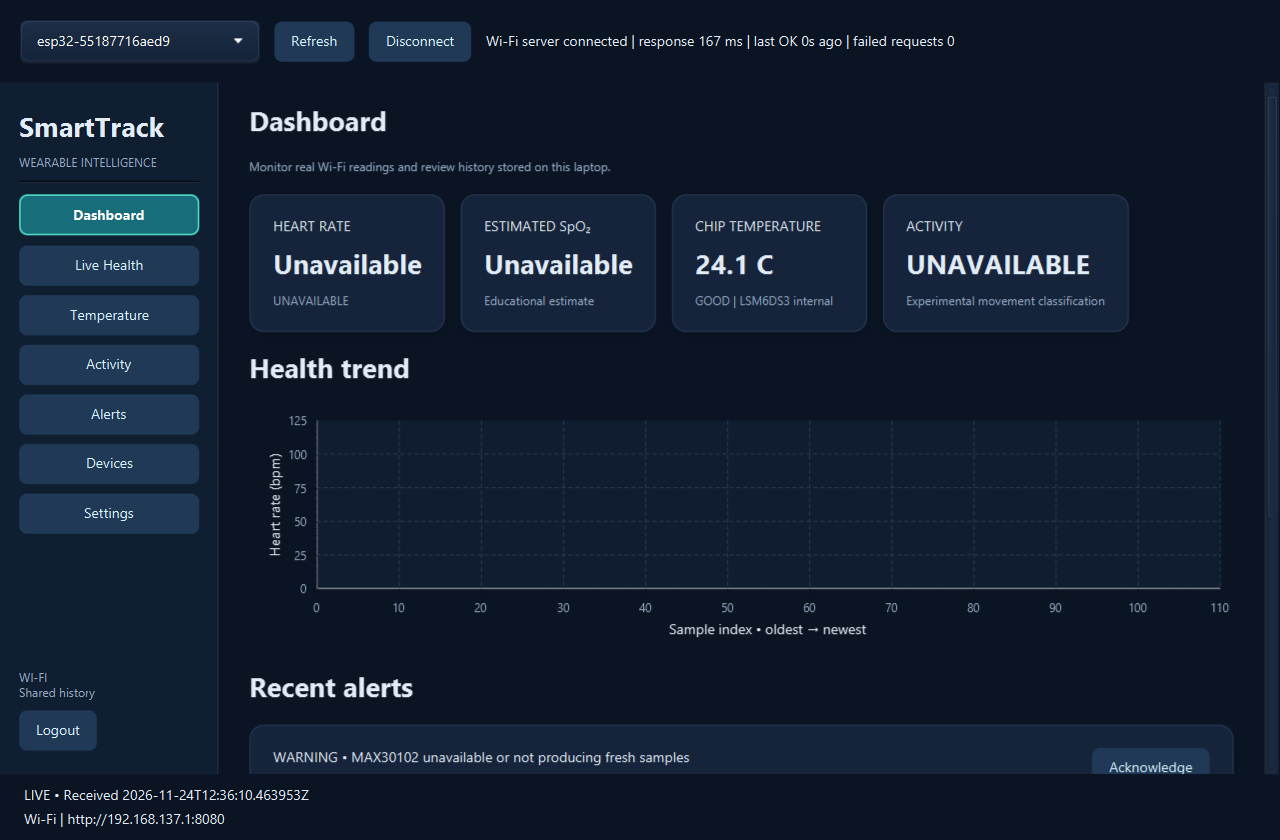 esp32-55187716aed9
Refresh
Disconnect
Wi-Fi server connected | response 167 ms | last OK 0s ago | failed requests 0
SmartTrack
WEARABLE INTELLIGENCE
Dashboard
Live Health
Temperature
Activity
Alerts
Devices
Settings
WI-FI
Shared history
Logout
Dashboard
Monitor real Wi-Fi readings and review history stored on this laptop.
HEART RATE
Unavailable
UNAVAILABLE
ESTIMATED SpO₂
Unavailable
Educational estimate
CHIP TEMPERATURE
24.1 C
GOOD | LSM6DS3 internal
ACTIVITY
UNAVAILABLE
Experimental movement classification
Health trend
Heart rate (bpm)
125
100
75
50
25
0
0 10 20 30 40 50 60 70 80 90 100 110
Sample index • oldest → newest
Recent alerts
WARNING • MAX30102 unavailable or not producing fresh samples
Acknowledge
LIVE • Received 2026-11-24T12:36:10.463953Z
Wi-Fi | http://192.168.137.1:8080